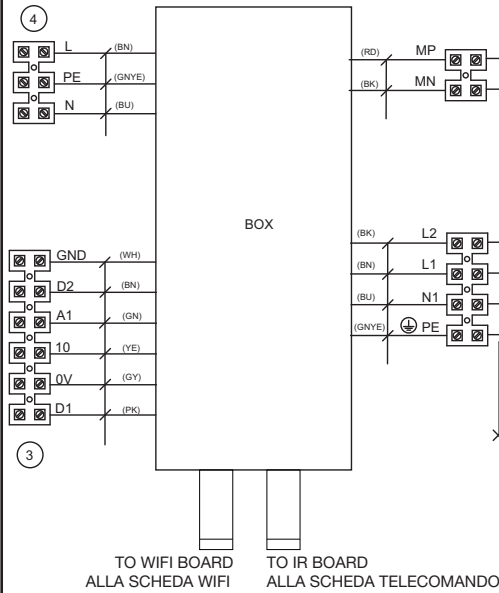 4
L (BN)
PE (GNYE)
N (BU)
(RD) MP
(BK) MN
BOX
GND (WH)
D2 (BN)
A1 (GN)
10 (YE)
0V (GY)
D1 (PK)
3
(BK) L2
(BN) L1
(BU) N1
(GNYE) PE
TO WIFI BOARD
ALLA SCHEDA WIFI
TO IR BOARD
ALLA SCHEDA TELECOMANDO